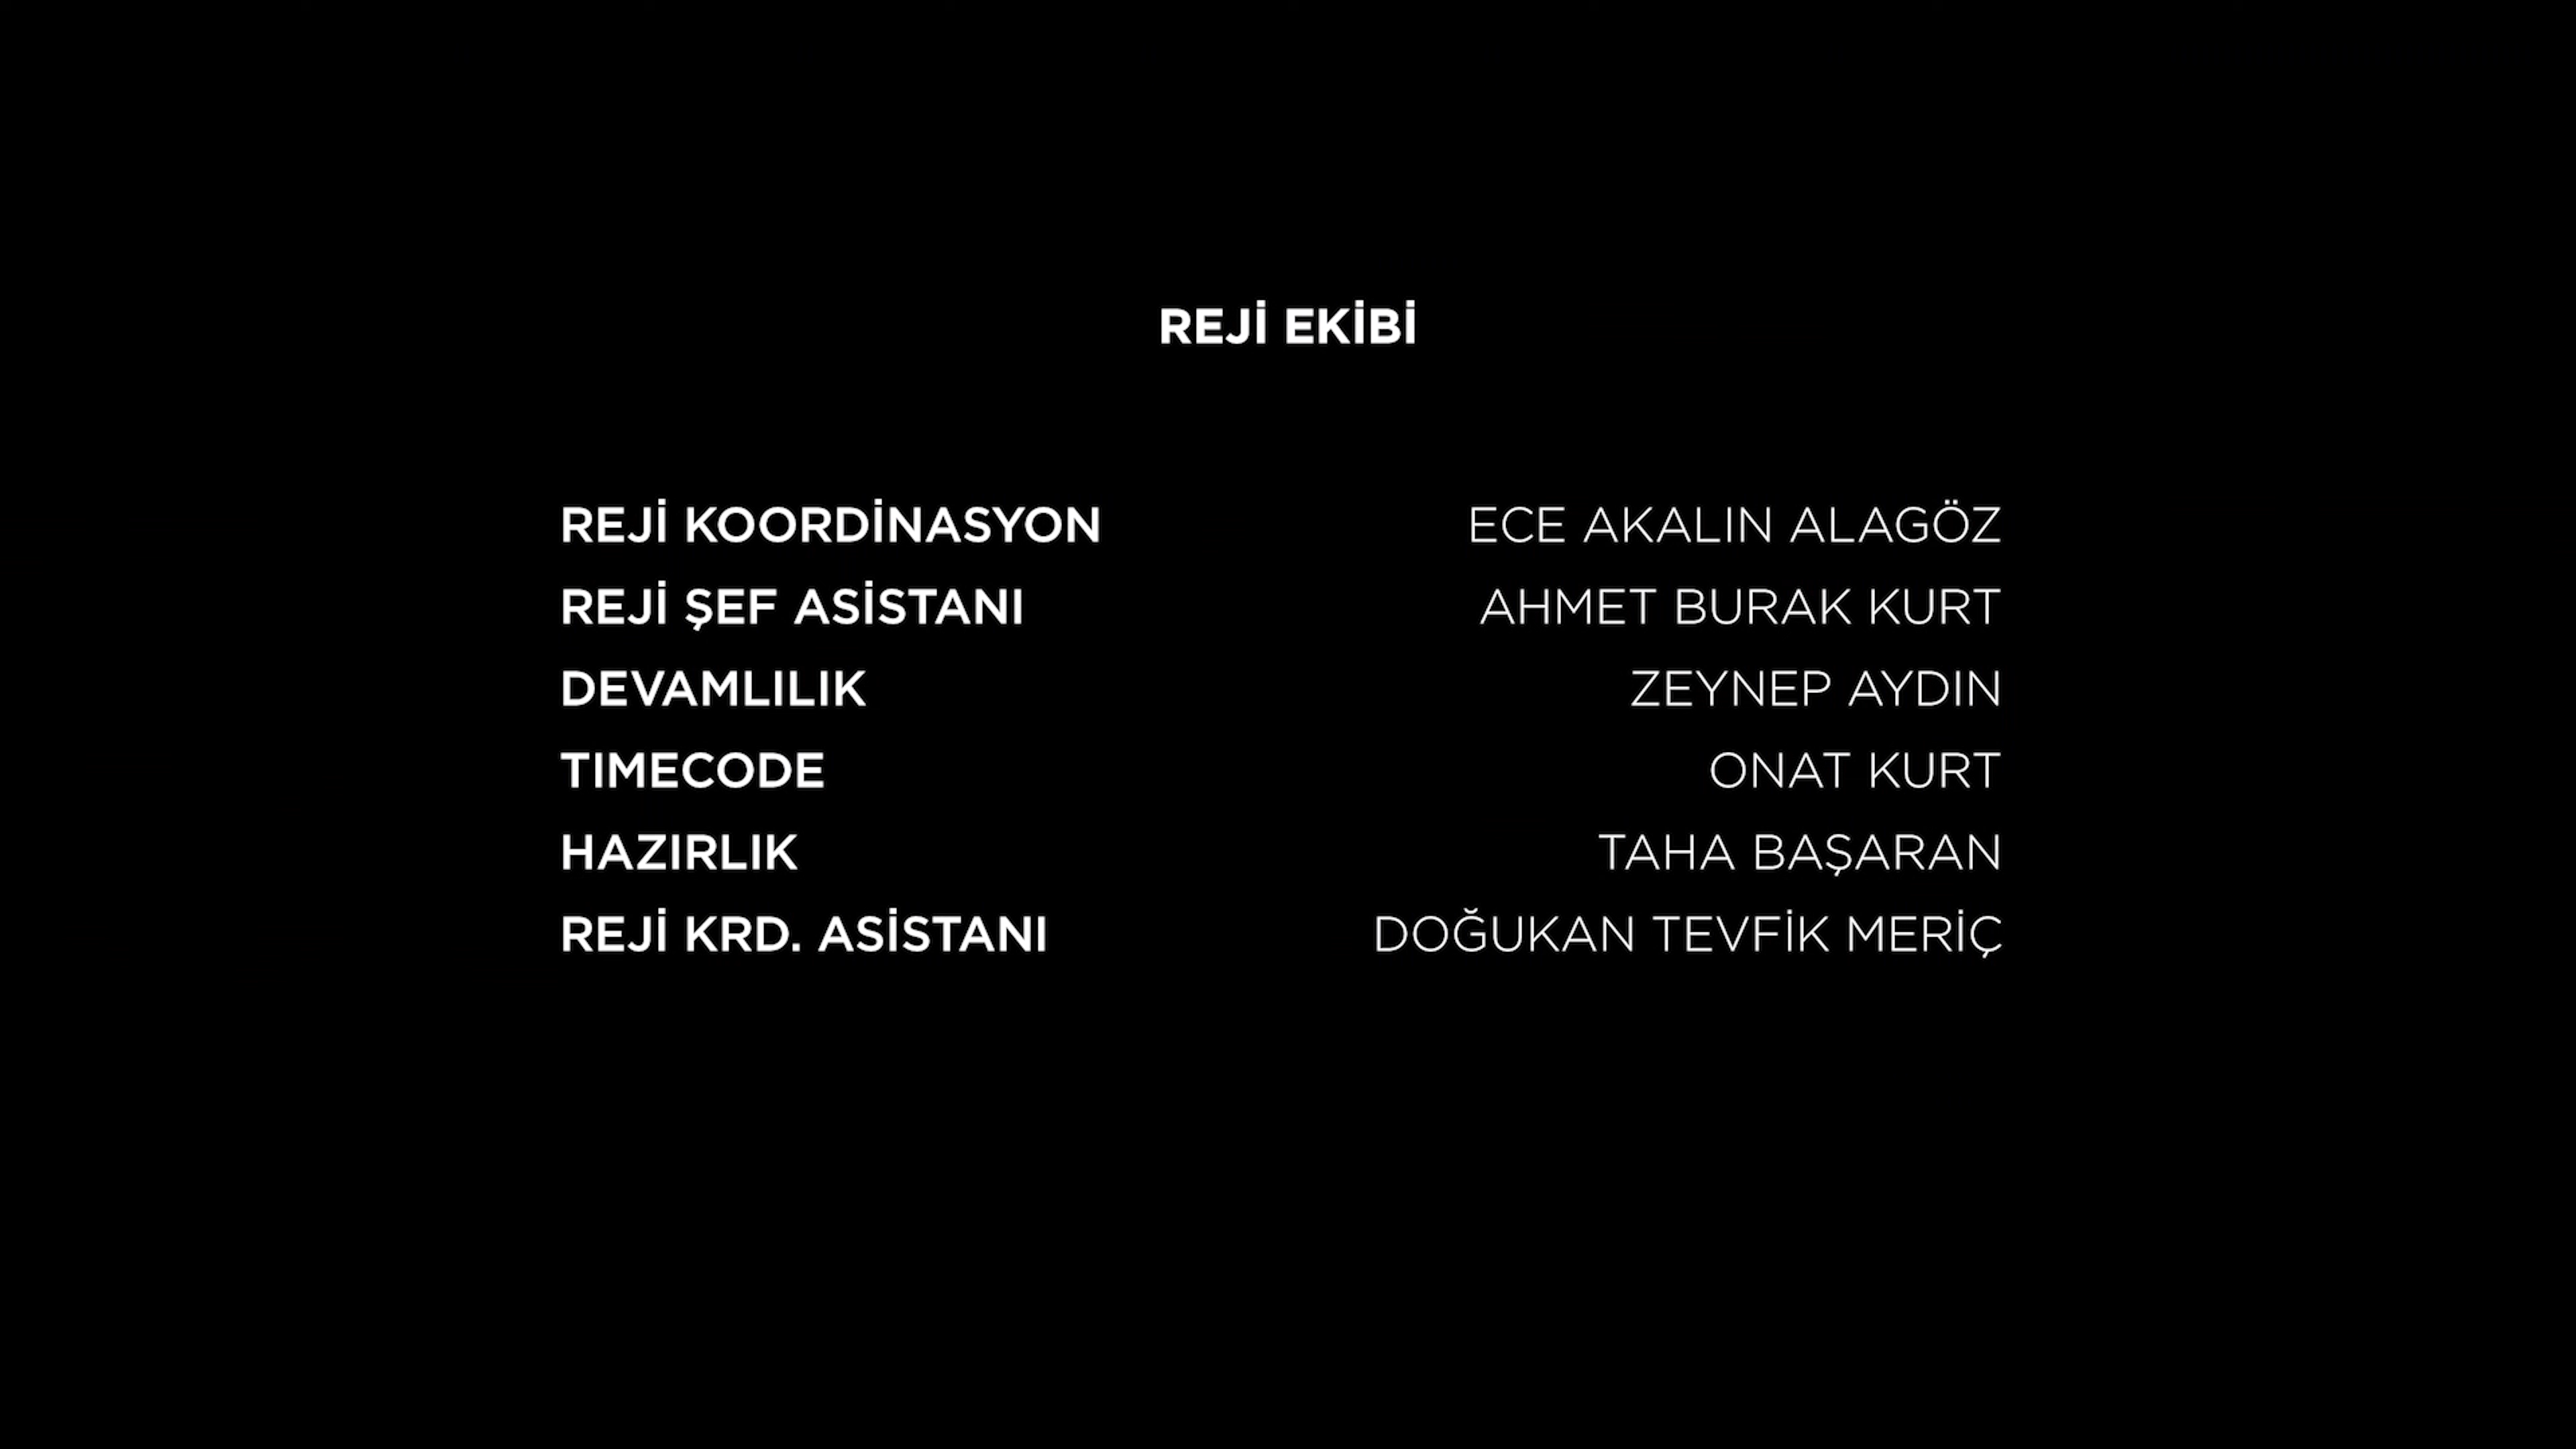 REJİ EKİBİ
REJİ KOORDİNASYON ECE AKALIN ALAGÖZ
REJİ ŞEF ASİSTANI AHMET BURAK KURT
DEVAMLILIK ZEYNEP AYDIN
TIMECODE ONAT KURT
HAZIRLIK TAHA BAŞARAN
REJİ KRD. ASİSTANI DOĞUKAN TEVFİK MERİÇ